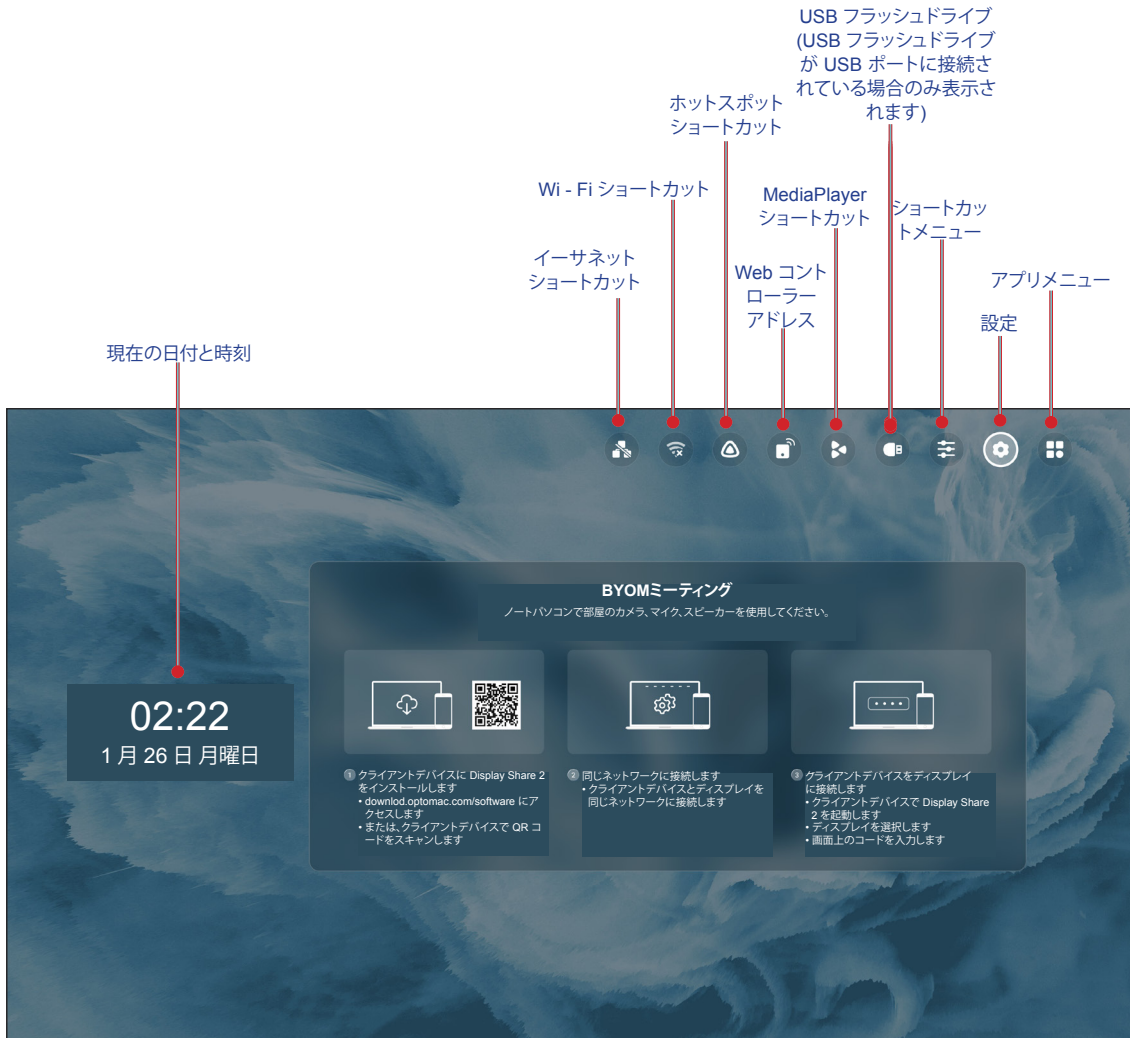 USB フラッシュドライブ
(USB フラッシュドライブ
が USB ポートに接続さ
れている場合のみ表示さ
れます)
ホットスポット
ショートカット
Wi - Fi ショートカット
MediaPlayer
ショートカット
ショートカッ
トメニュー
イーサネット
ショートカット
Web コント
ローラー
アドレス
アプリメニュー
設定
現在の日付と時刻
BYOMミーティング
ノートパソコンで部屋のカメラ、マイク、スピーカーを使用してください。
02:22
1 月 26 日 月曜日
1 クライアントデバイスに Display Share 2
をインストールします
• downlod.optomac.com/software にア
クセスします
• または、クライアントデバイスで QR コ
ードをスキャンします
2 同じネットワークに接続します
• クライアントデバイスとディスプレイを
同じネットワークに接続します
3 クライアントデバイスをディスプレイ
に接続します
• クライアントデバイスで Display Share
2 を起動します
• ディスプレイを選択します
• 画面上のコードを入力します